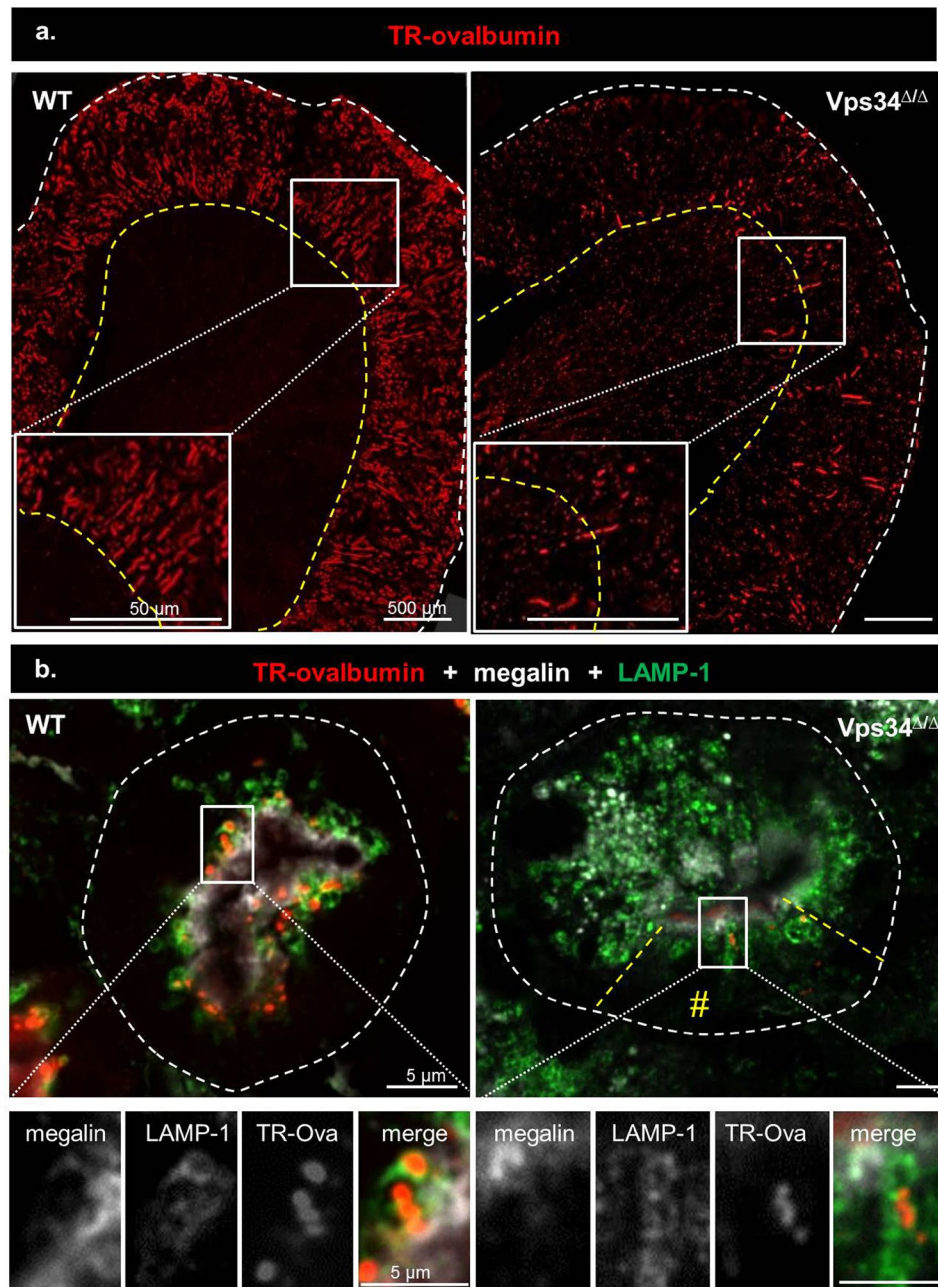 a. TR-ovalbumin
WT Vps34Δ/Δ
50 µm 500 µm
b. TR-ovalbumin + megalin + LAMP-1
WT Vps34Δ/Δ
#
5 µm
megalin LAMP-1 TR-Ova merge megalin LAMP-1 TR-Ova merge
5 µm